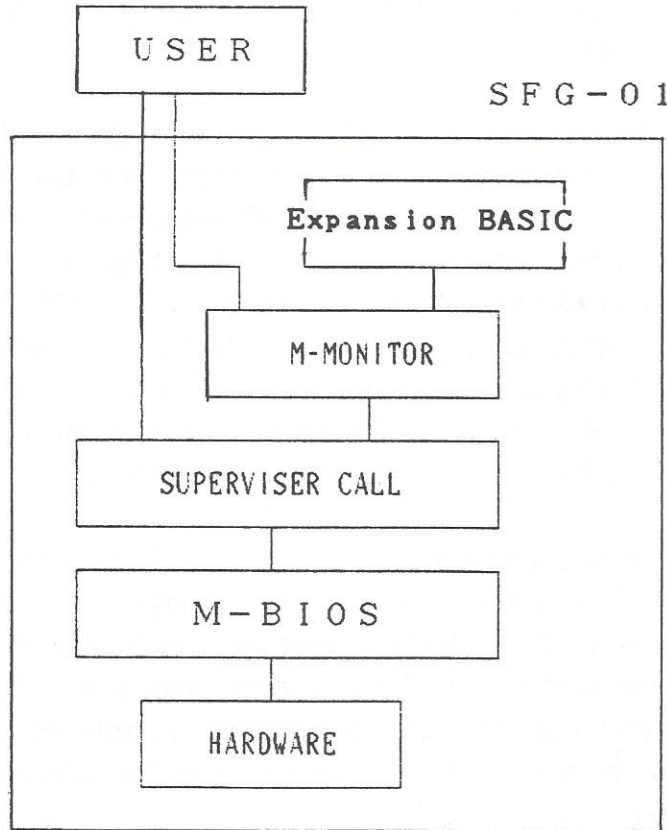 USER
SFG-01
Expansion BASIC
M-MONITOR
SUPERVISER CALL
M-BIOS
HARDWARE